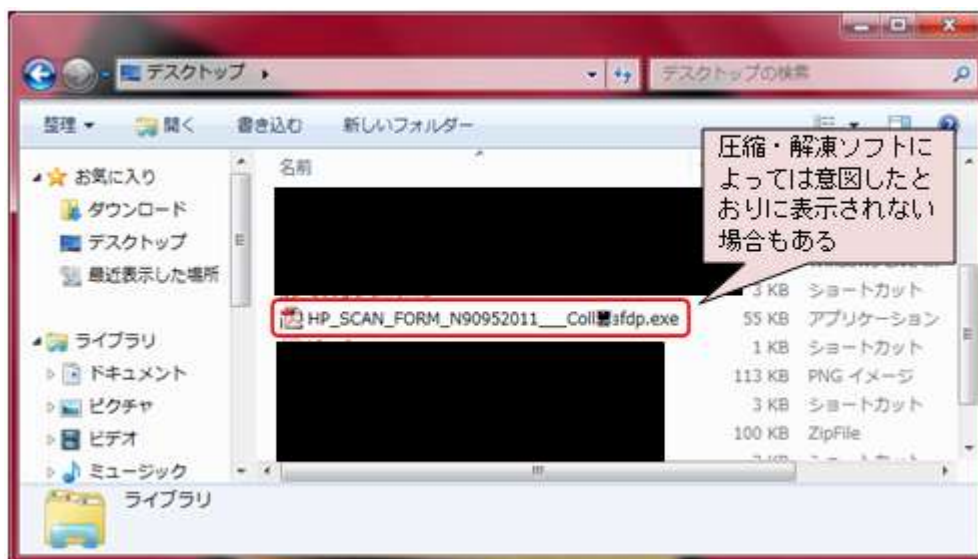 デスクトップ
デスクトップの検索
整理
開く
書き込む
新しいフォルダー
お気に入り
ダウンロード
デスクトップ
最近表示した場所
ライブラリ
ドキュメント
ピクチャ
ビデオ
ミュージック
名前
圧縮・解凍ソフトに
よっては意図したと
おりに表示されない
場合もある
3 KB ショートカット
HP_SCAN_FORM_N90952011___Coll fdp.exe 55 KB アプリケーション
1 KB ショートカット
113 KB PNG イメージ
3 KB ショートカット
100 KB ZipFile
ライブラリ